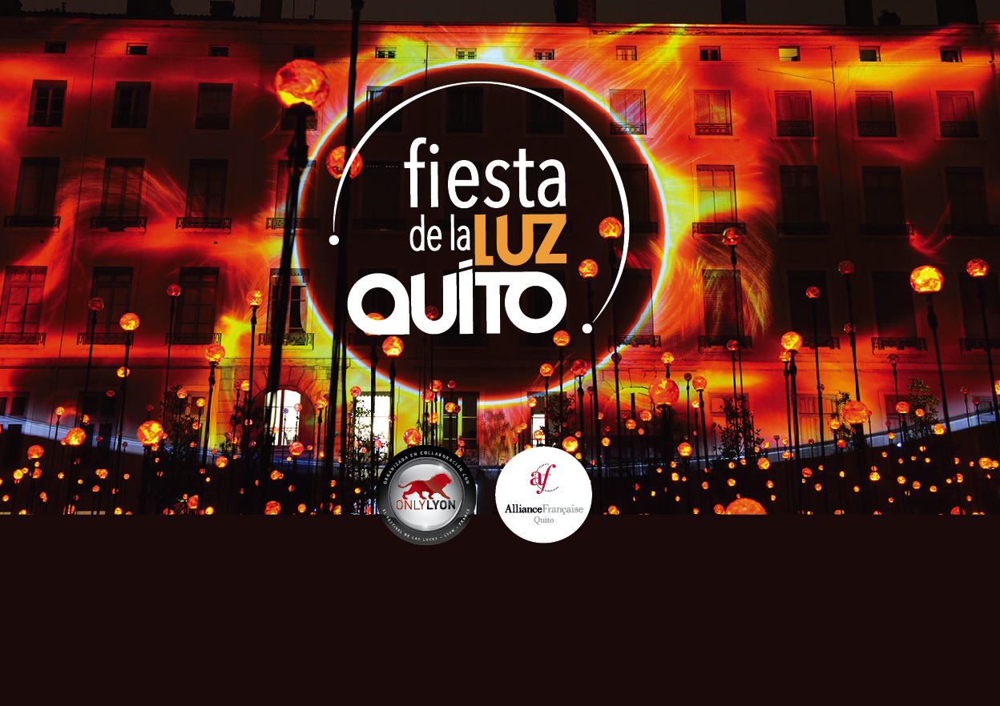 fiesta
de la LUZ
QUÍTO
ORGANIZADA EN COLLABORACIÓN CON
ONLYLYON
EL FESTIVAL DE LAS LUCES - LYON - FRANCE
af
AllianceFrançaise
Quito